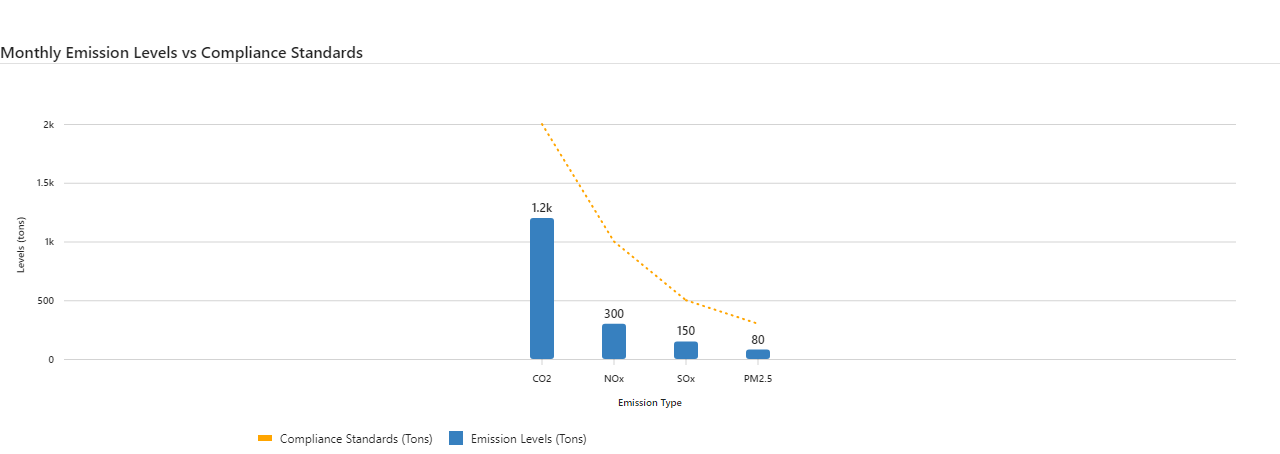 Monthly Emission Levels vs Compliance Standards
2k
1.5k
1k
500
0
Levels (tons)
1.2k
300
150
80
CO2 NOx SOx PM2.5
Emission Type
Compliance Standards (Tons) Emission Levels (Tons)